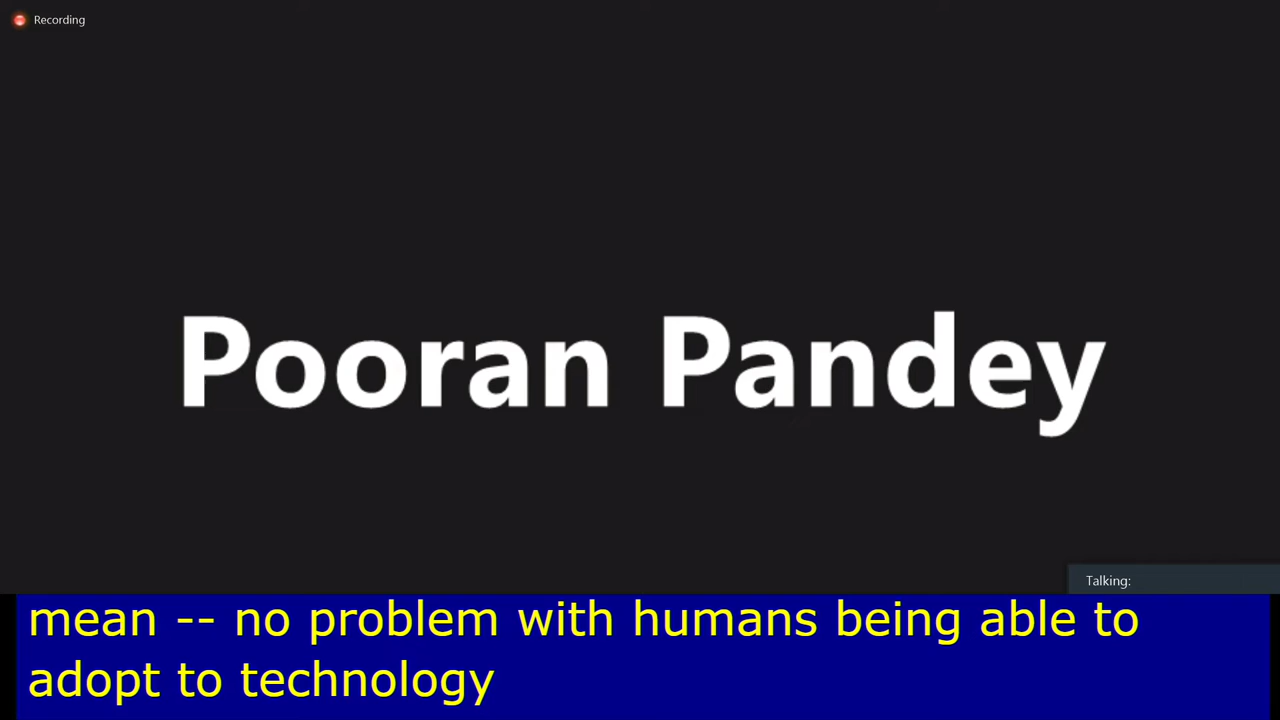 Recording
Pooran Pandey
Talking:
mean -- no problem with humans being able to
adopt to technology